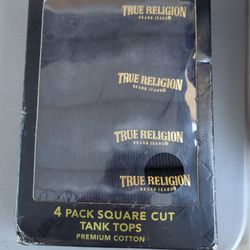 TRUE RELIGION
BRAND JEANS
TRUE RELIGION
BRAND JEANS
TRUE RELIGION
BRAND JEANS
TRUE RELIGION
BRAND JEANS
4 PACK SQUARE CUT
TANK TOPS
PREMIUM COTTON